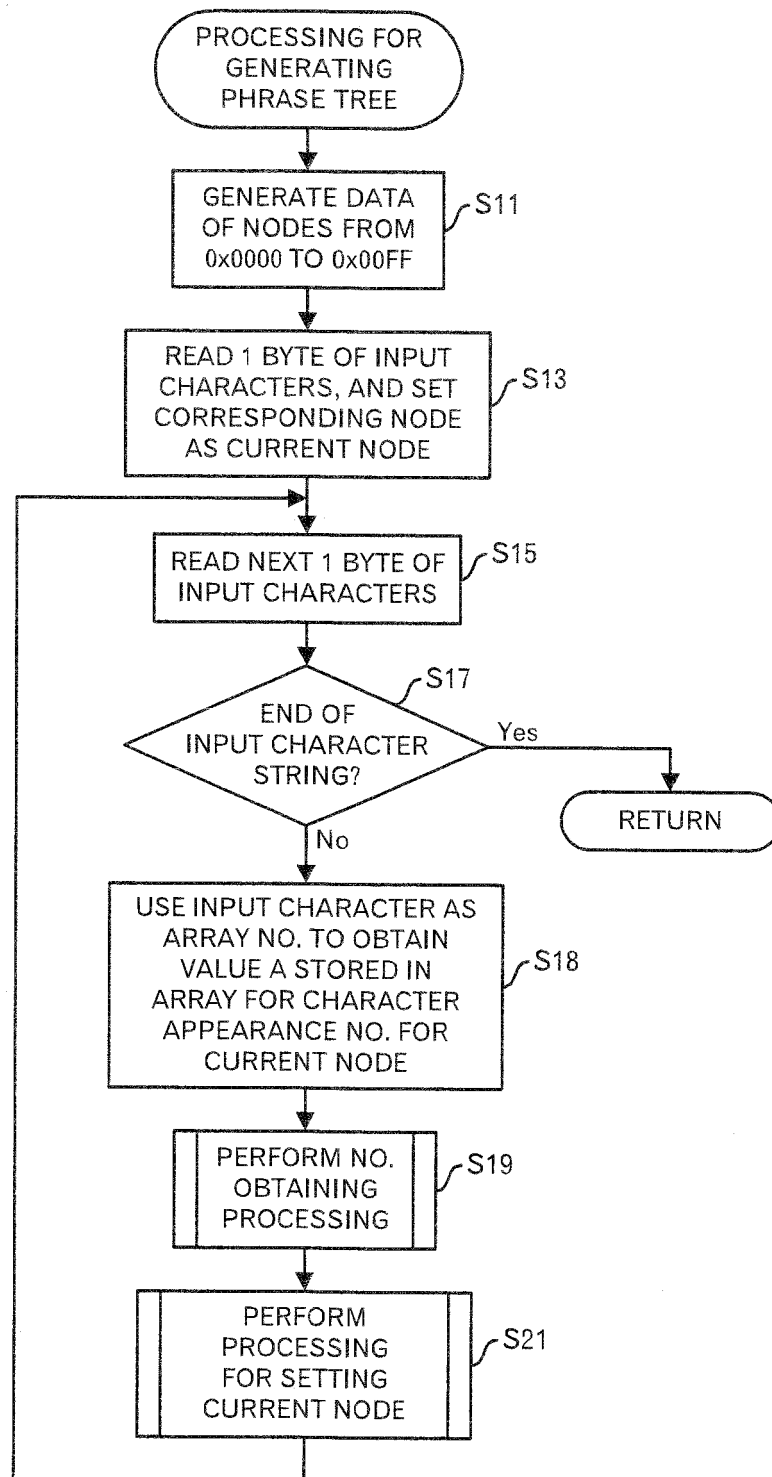 PROCESSING FOR
GENERATING
PHRASE TREE
GENERATE DATA
OF NODES FROM
0x0000 TO 0x00FF
S11
READ 1 BYTE OF INPUT
CHARACTERS, AND SET
CORRESPONDING NODE
AS CURRENT NODE
S13
READ NEXT 1 BYTE OF
INPUT CHARACTERS
S15
END OF
INPUT CHARACTER
STRING?
S17
Yes
RETURN
No
USE INPUT CHARACTER AS
ARRAY NO. TO OBTAIN
VALUE A STORED IN
ARRAY FOR CHARACTER
APPEARANCE NO. FOR
CURRENT NODE
S18
PERFORM NO.
OBTAINING
PROCESSING
S19
PERFORM
PROCESSING
FOR SETTING
CURRENT NODE
S21